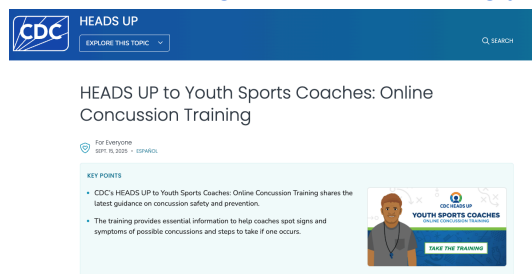 CDC
HEADS UP
EXPLORE THIS TOPIC
SEARCH
HEADS UP to Youth Sports Coaches: Online
Concussion Training
For Everyone
SEPT. 15, 2025 • ESPAÑOL
KEY POINTS
• CDC's HEADS UP to Youth Sports Coaches: Online Concussion Training shares the
latest guidance on concussion safety and prevention.
• The training provides essential information to help coaches spot signs and
symptoms of possible concussions and steps to take if one occurs.
CDC HEADS UP
YOUTH SPORTS COACHES
ONLINE CONCUSSION TRAINING
TAKE THE TRAINING